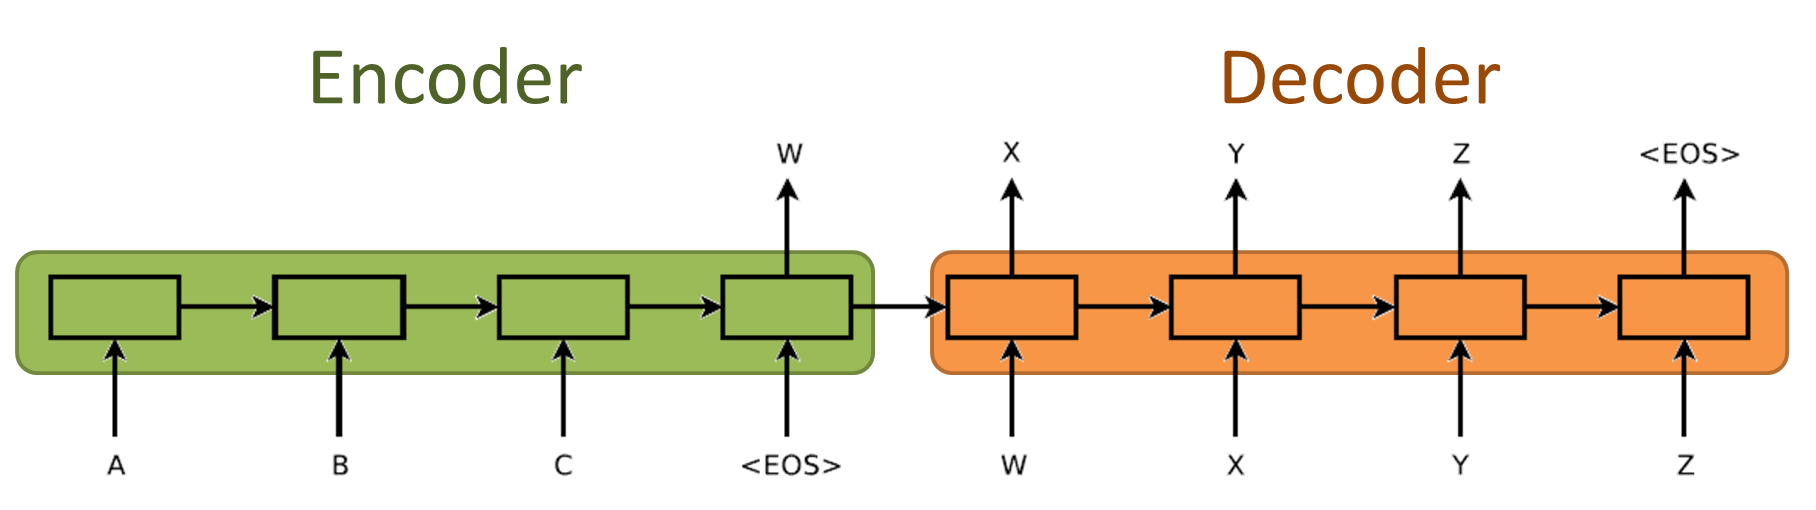 Encoder Decoder
W X Y Z <EOS>
A B C <EOS> W X Y Z